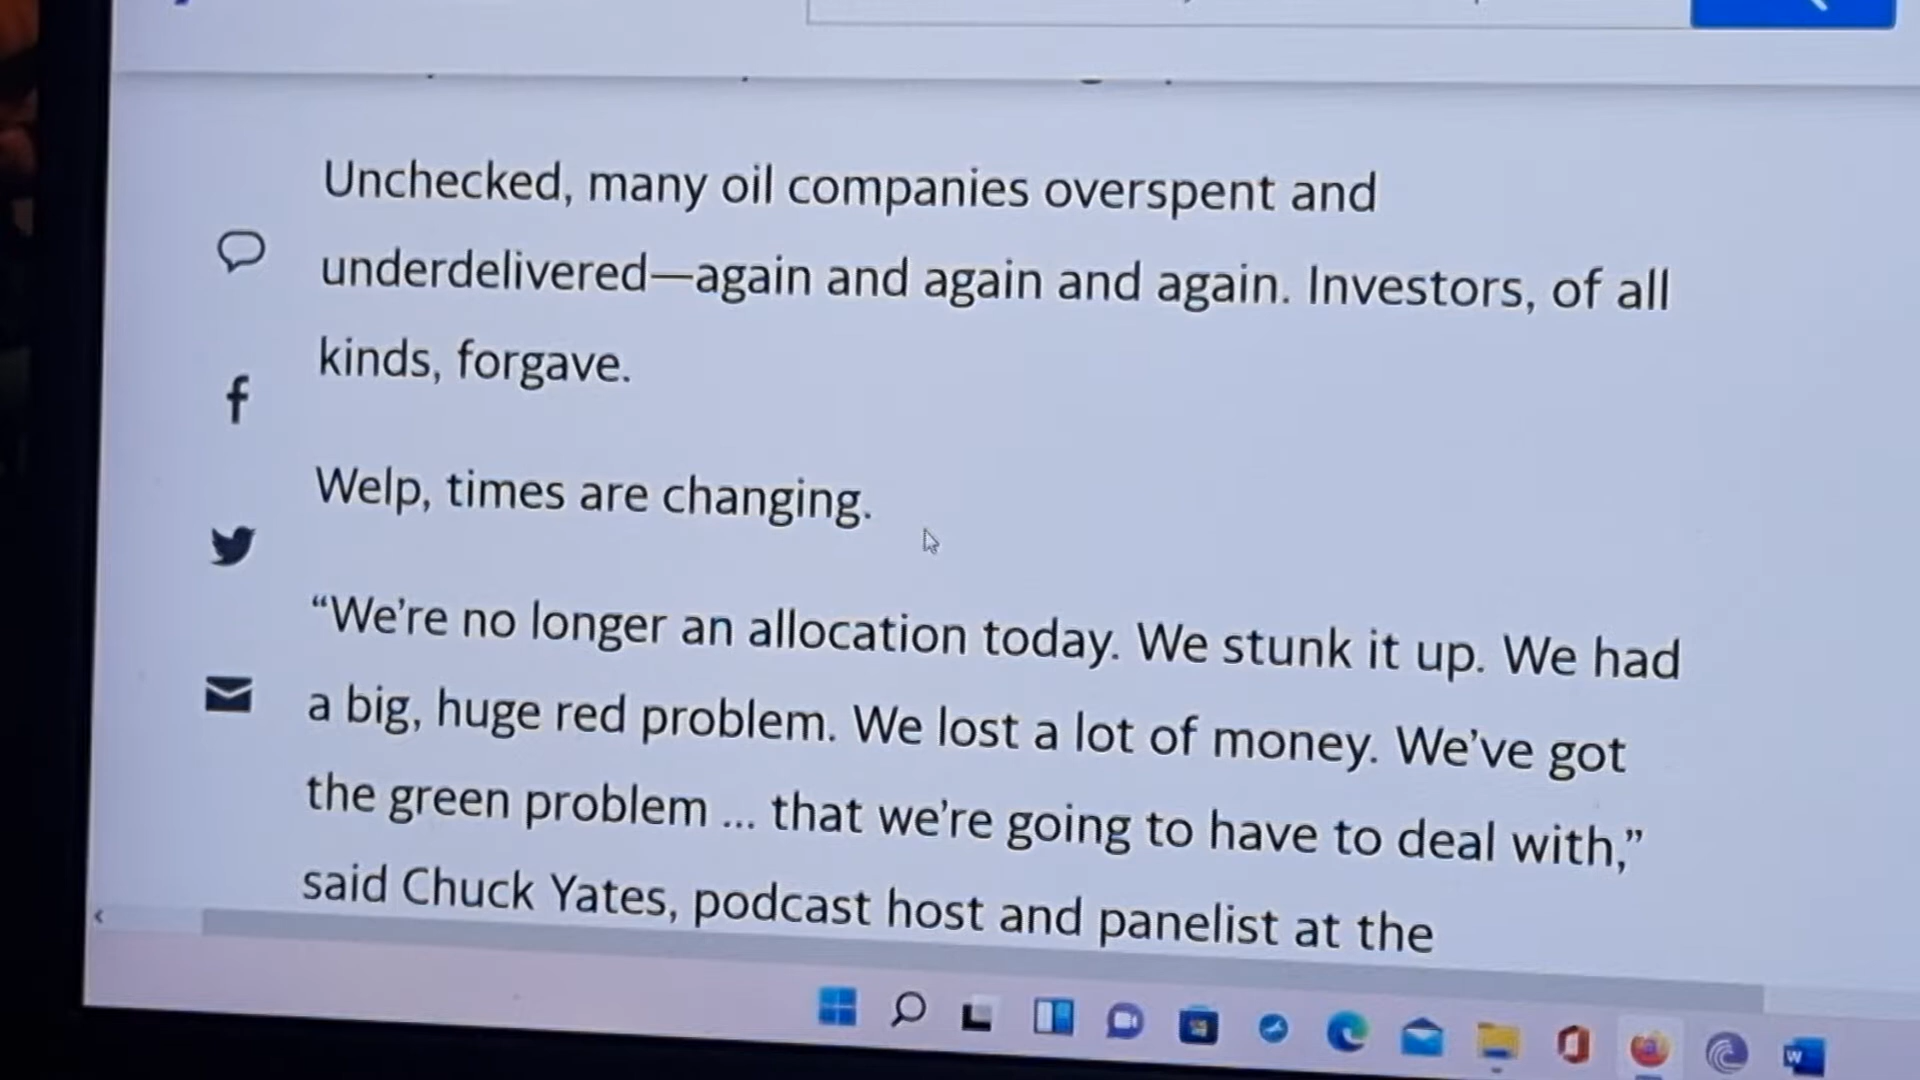 Unchecked, many oil companies overspent and
underdelivered—again and again and again. Investors, of all
kinds, forgave.
Welp, times are changing.
“We’re no longer an allocation today. We stunk it up. We had
a big, huge red problem. We lost a lot of money. We’ve got
the green problem ... that we’re going to have to deal with,”
said Chuck Yates, podcast host and panelist at the